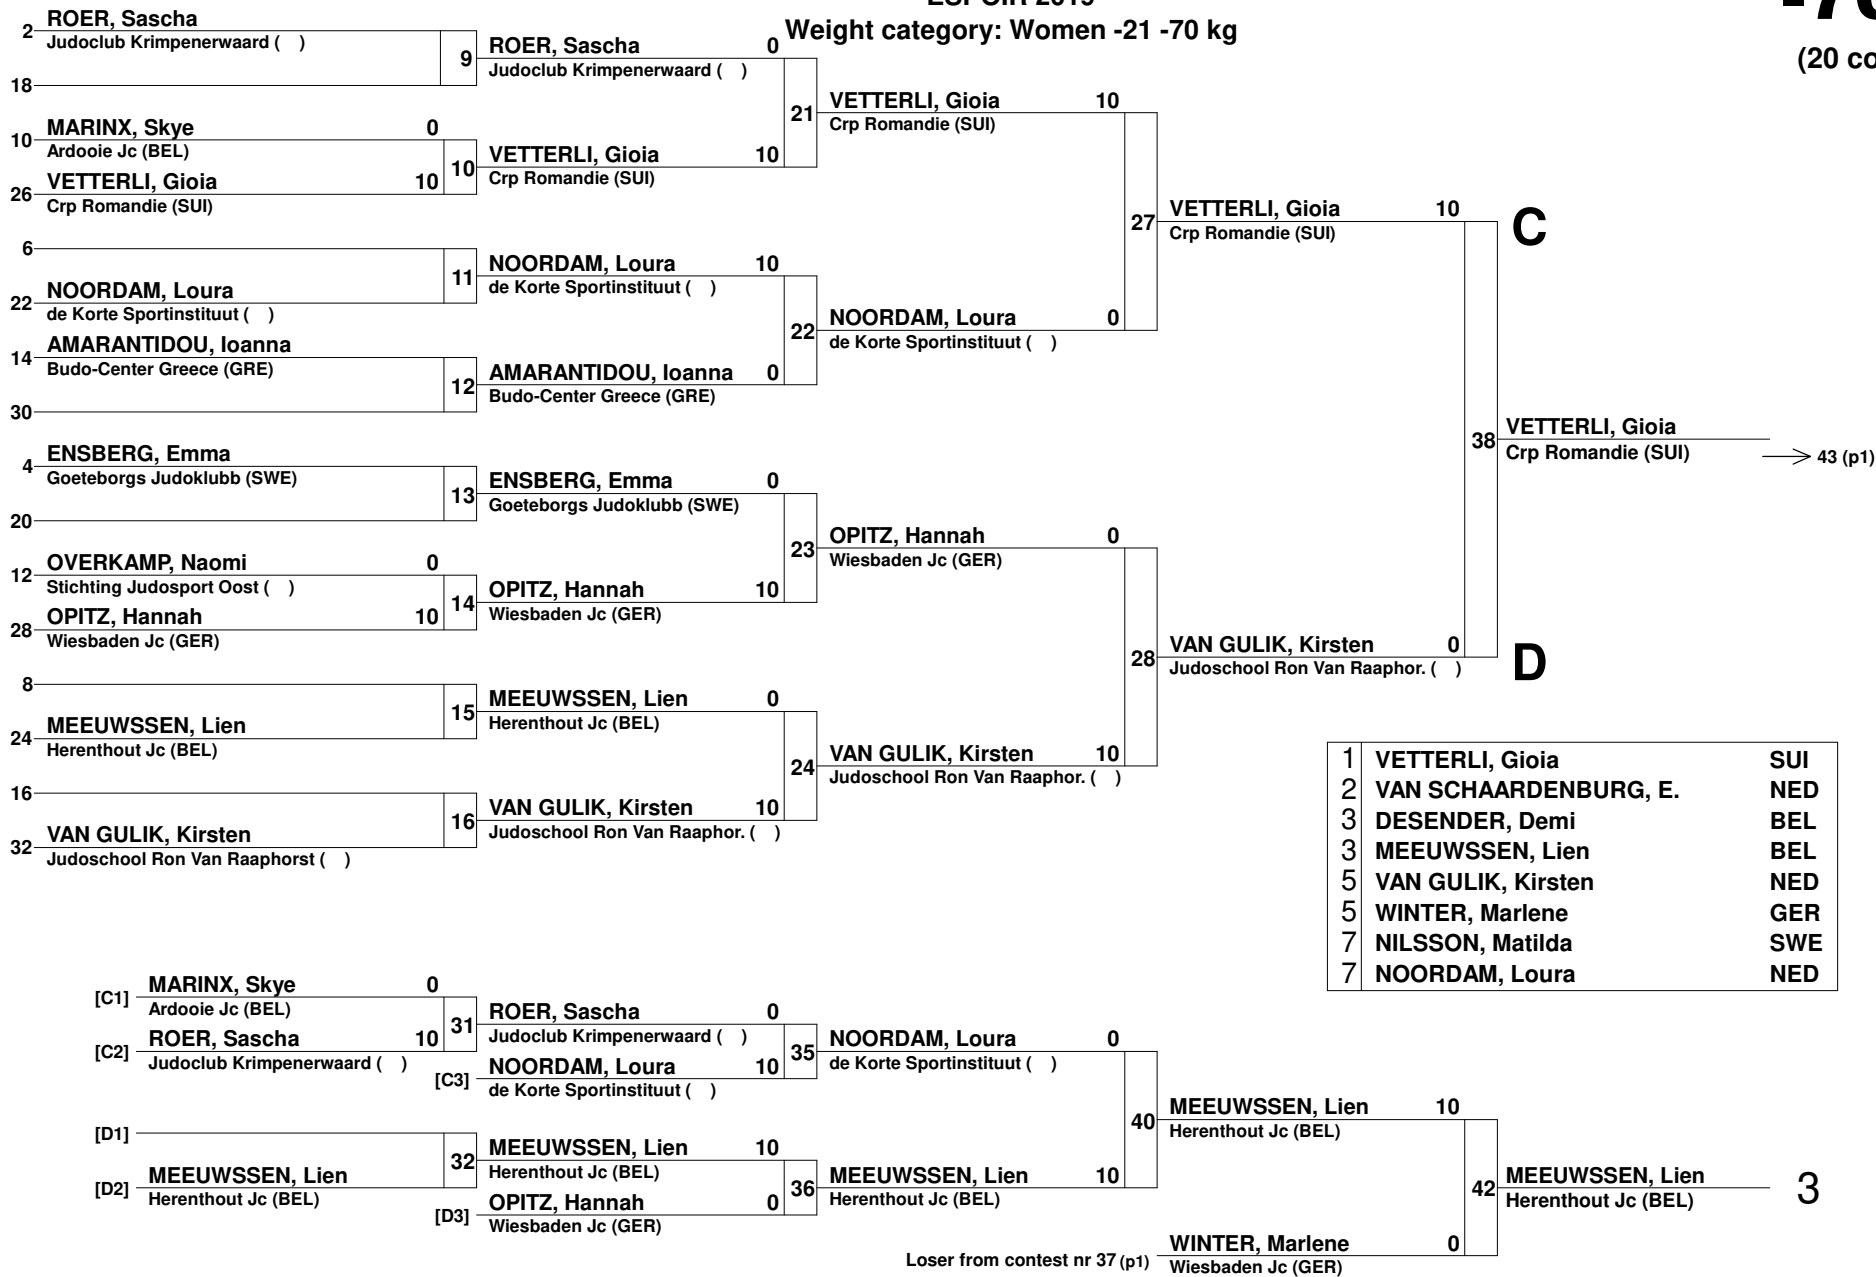 Weight category: Women -21 -70 kg
(20 co
2 ROER, Sascha
Judoclub Krimpenerwaard ( )
18
9 ROER, Sascha 0
Judoclub Krimpenerwaard ( )
10 MARINX, Skye 0
Ardooie Jc (BEL)
26 VETTERLI, Gioia 10
Crp Romandie (SUI)
10 VETTERLI, Gioia 10
Crp Romandie (SUI)
21 VETTERLI, Gioia 10
Crp Romandie (SUI)
6
22 NOORDAM, Loura
de Korte Sportinstituut ( )
11 NOORDAM, Loura 10
de Korte Sportinstituut ( )
14 AMARANTIDOU, Ioanna
Budo-Center Greece (GRE)
30
12 AMARANTIDOU, Ioanna 0
Budo-Center Greece (GRE)
22 NOORDAM, Loura 0
de Korte Sportinstituut ( )
27 VETTERLI, Gioia 10
Crp Romandie (SUI)
C
4 ENSBERG, Emma
Goeteborgs Judoklubb (SWE)
20
13 ENSBERG, Emma 0
Goeteborgs Judoklubb (SWE)
12 OVERKAMP, Naomi 0
Stichting Judosport Oost ( )
28 OPITZ, Hannah 10
Wiesbaden Jc (GER)
14 OPITZ, Hannah 10
Wiesbaden Jc (GER)
23 OPITZ, Hannah 0
Wiesbaden Jc (GER)
8
24 MEEUWSSEN, Lien
Herenthout Jc (BEL)
15 MEEUWSSEN, Lien 0
Herenthout Jc (BEL)
16
32 VAN GULIK, Kirsten
Judoschool Ron Van Raaphorst ( )
16 VAN GULIK, Kirsten 10
Judoschool Ron Van Raaphor. ( )
24 VAN GULIK, Kirsten 10
Judoschool Ron Van Raaphor. ( )
28 VAN GULIK, Kirsten 0
Judoschool Ron Van Raaphor. ( )
D
38 VETTERLI, Gioia
Crp Romandie (SUI)
43 (p1)
1 VETTERLI, Gioia SUI
2 VAN SCHAARDENBURG, E. NED
3 DESENDER, Demi BEL
3 MEEUWSSEN, Lien BEL
5 VAN GULIK, Kirsten NED
5 WINTER, Marlene GER
7 NILSSON, Matilda SWE
7 NOORDAM, Loura NED
[C1] MARINX, Skye 0
Ardooie Jc (BEL)
[C2] ROER, Sascha 10
Judoclub Krimpenerwaard ( )
31 ROER, Sascha 0
Judoclub Krimpenerwaard ( )
[C3] NOORDAM, Loura 10
de Korte Sportinstituut ( )
35 NOORDAM, Loura 0
de Korte Sportinstituut ( )
[D1]
[D2] MEEUWSSEN, Lien
Herenthout Jc (BEL)
32 MEEUWSSEN, Lien 10
Herenthout Jc (BEL)
[D3] OPITZ, Hannah 0
Wiesbaden Jc (GER)
36 MEEUWSSEN, Lien 10
Herenthout Jc (BEL)
40 MEEUWSSEN, Lien 10
Herenthout Jc (BEL)
Loser from contest nr 37 (p1) WINTER, Marlene 0
Wiesbaden Jc (GER)
42 MEEUWSSEN, Lien
Herenthout Jc (BEL)
3